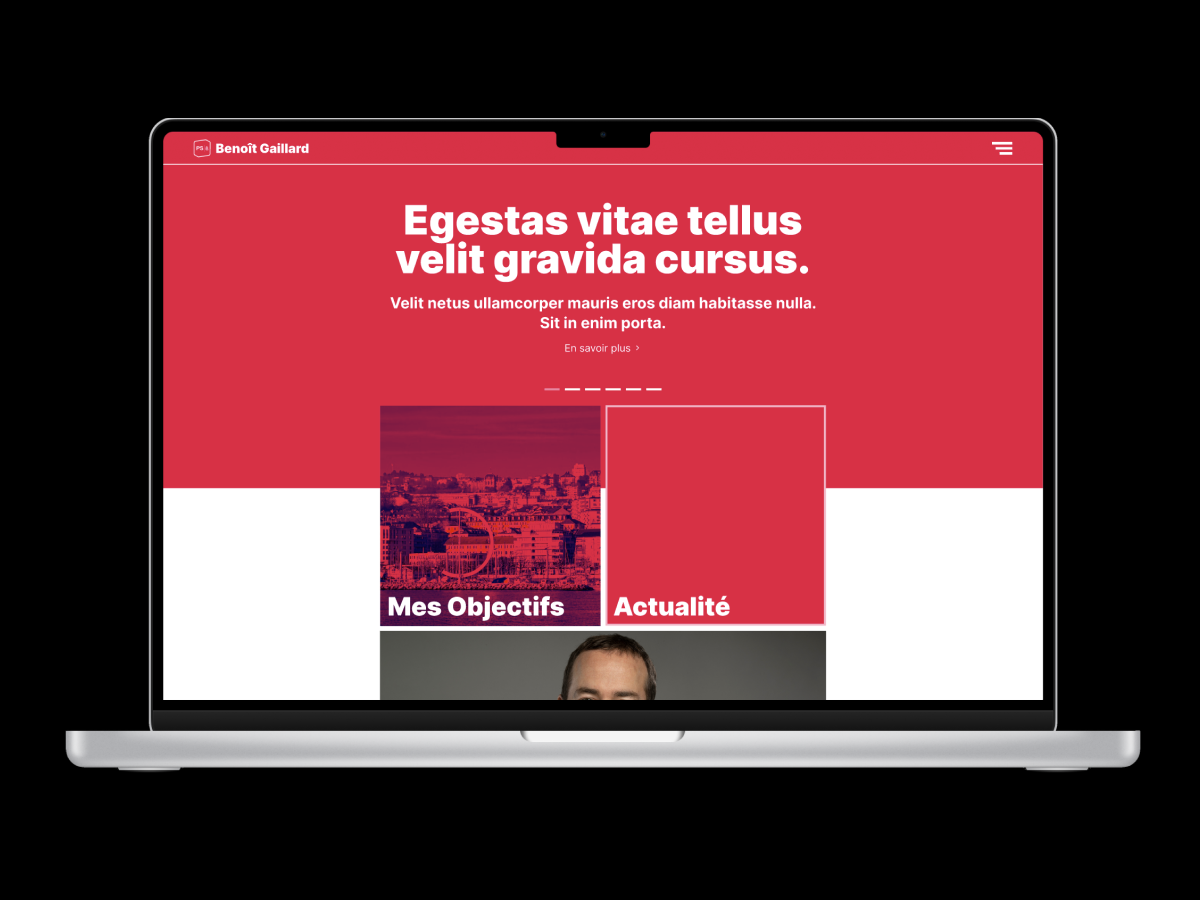 PS
Benoît Gaillard
Egestas vitae tellus
velit gravida cursus.
Velit netus ullamcorper mauris eros diam habitasse nulla.
Sit in enim porta.
En savoir plus
Mes Objectifs
Actualité